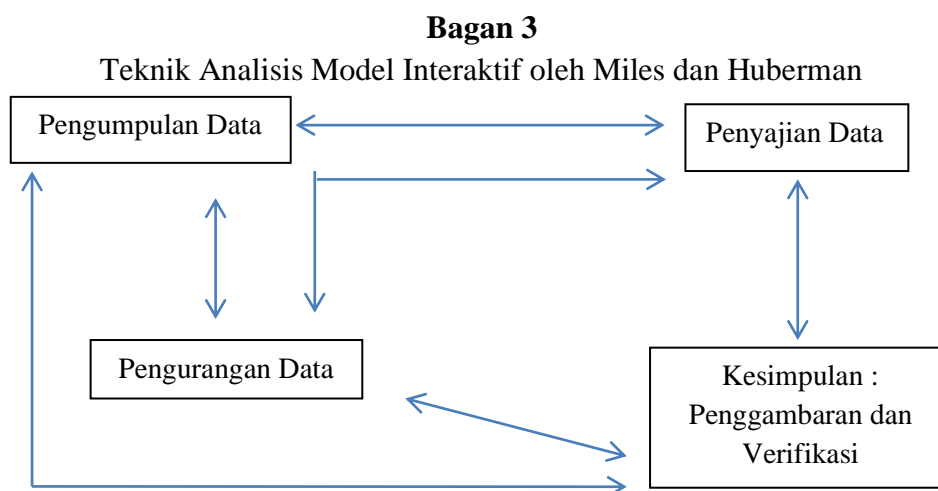 Bagan 3
Teknik Analisis Model Interaktif oleh Miles dan Huberman
Pengumpulan Data
Penyajian Data
Pengurangan Data
Kesimpulan :
Penggambaran dan
Verifikasi